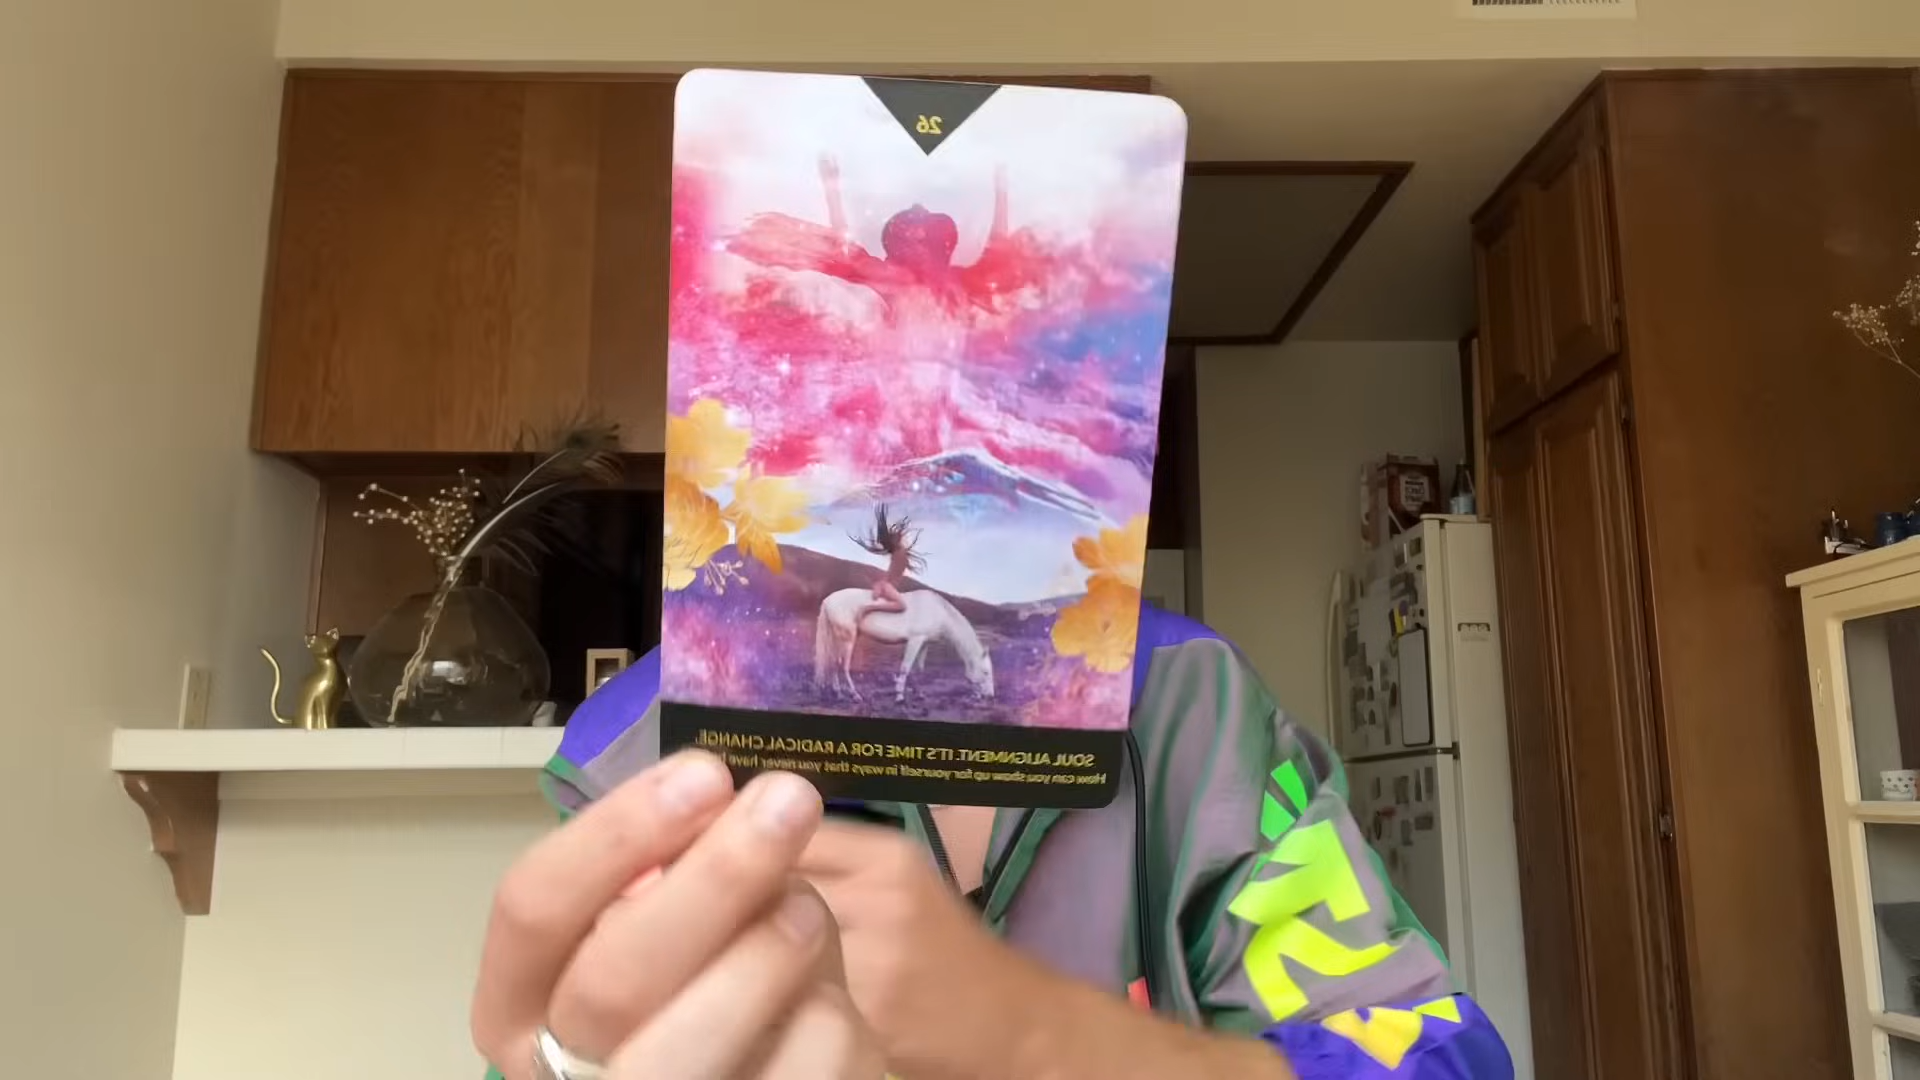 26
SOUL ALIGNMENT. IT'S TIME FOR A RADICAL CHANGE.
How can you show up for yourself in ways that you never have